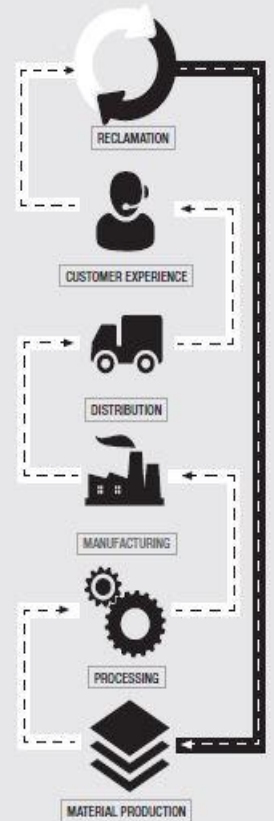 RECLAMATION
CUSTOMER EXPERIENCE
DISTRIBUTION
MANUFACTURING
PROCESSING
MATERIAL PRODUCTION